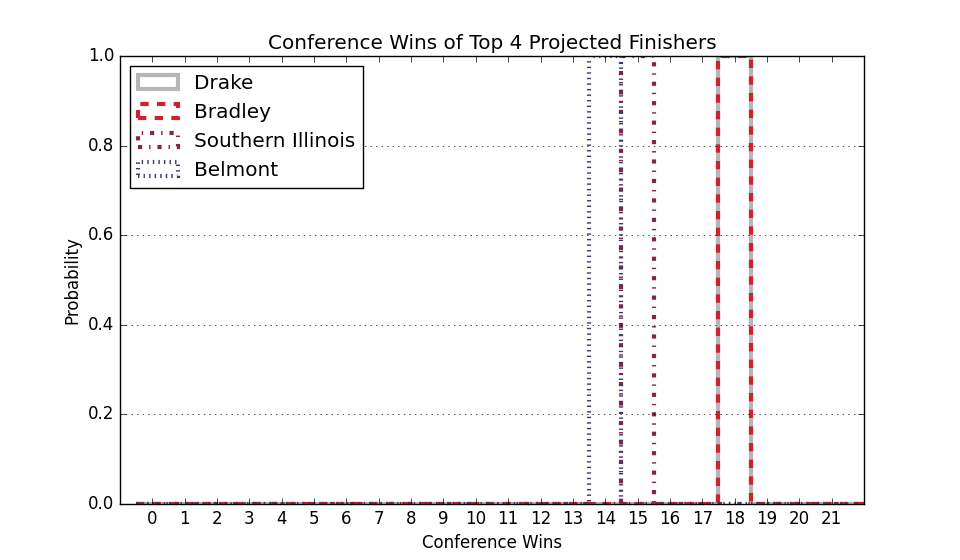 Conference Wins of Top 4 Projected Finishers
1.0
0.8
0.6
0.4
0.2
0.0
Probability
Drake
Bradley
Southern Illinois
Belmont
0 1 2 3 4 5 6 7 8 9 10 11 12 13 14 15 16 17 18 19 20 21
Conference Wins